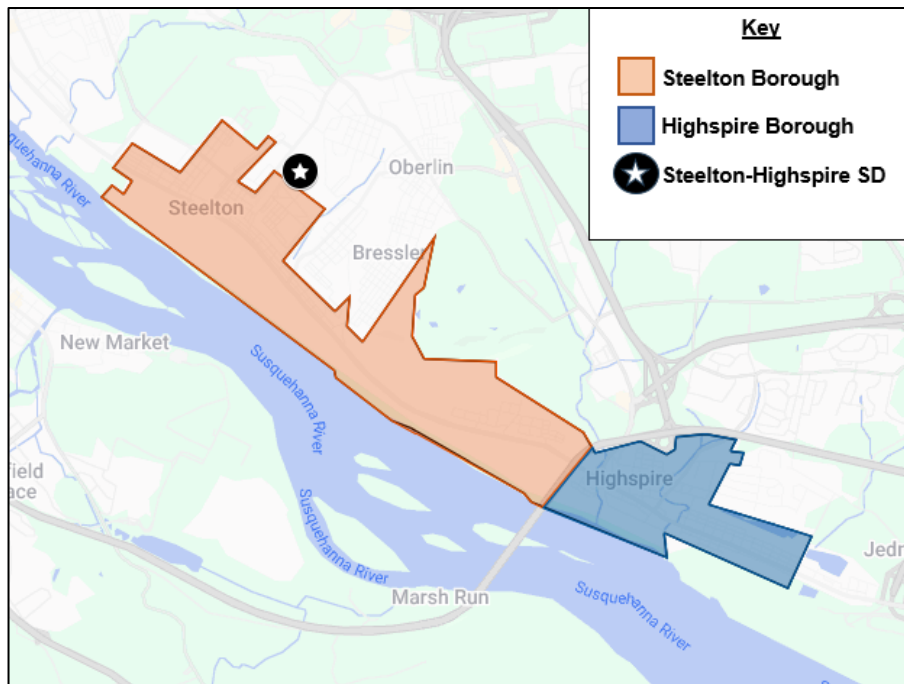 Key
Steelton Borough
Highspire Borough
Steelton-Highspire SD
Susquehanna River
Oberlin
Steelton
Bressler
New Market
Susquehanna River
Highspire
field
ace
Susquehanna River
Jedn
Marsh Run
Susquehanna River